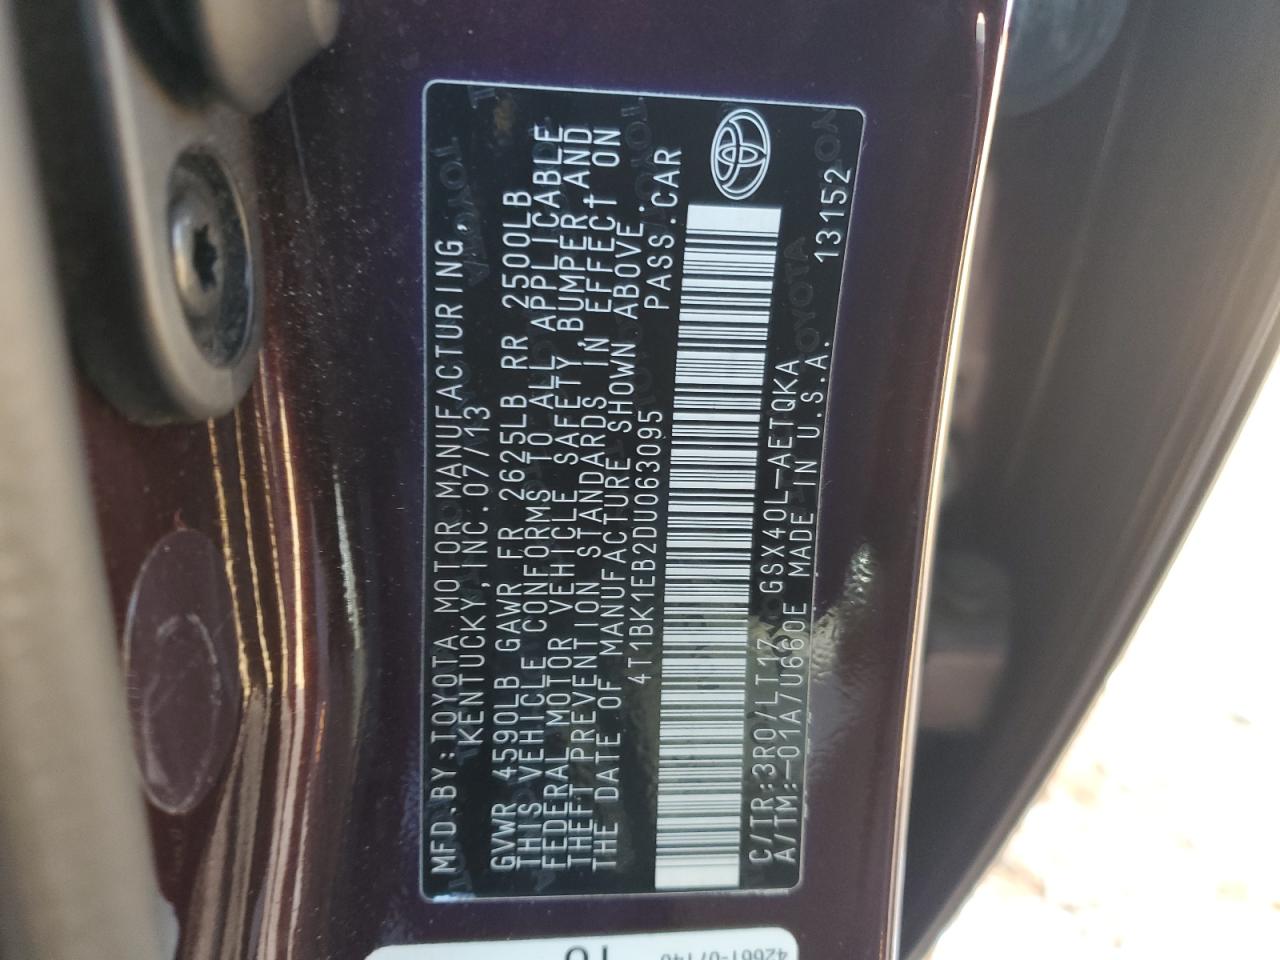 MFD.BY:TOYOTA MOTOR MANUFACTURING,
KENTUCKY,INC.07/13
GVWR 4590LB GAWR FR 2625LB RR 2500LB
THIS VEHICLE CONFORMS TO ALL APPLICABLE
FEDERAL MOTOR VEHICLE SAFETY,BUMPER,AND
THEFT PREVENTION STANDARDS IN EFFECT ON
THE DATE OF MANUFACTURE SHOWN ABOVE.
4T1BK1EB2DU063095 PASS.CAR
C/TR:3R0/LT17 GSX40L-AETQKA
A/TM:-01A/U660E MADE IN U.S.A. 13152